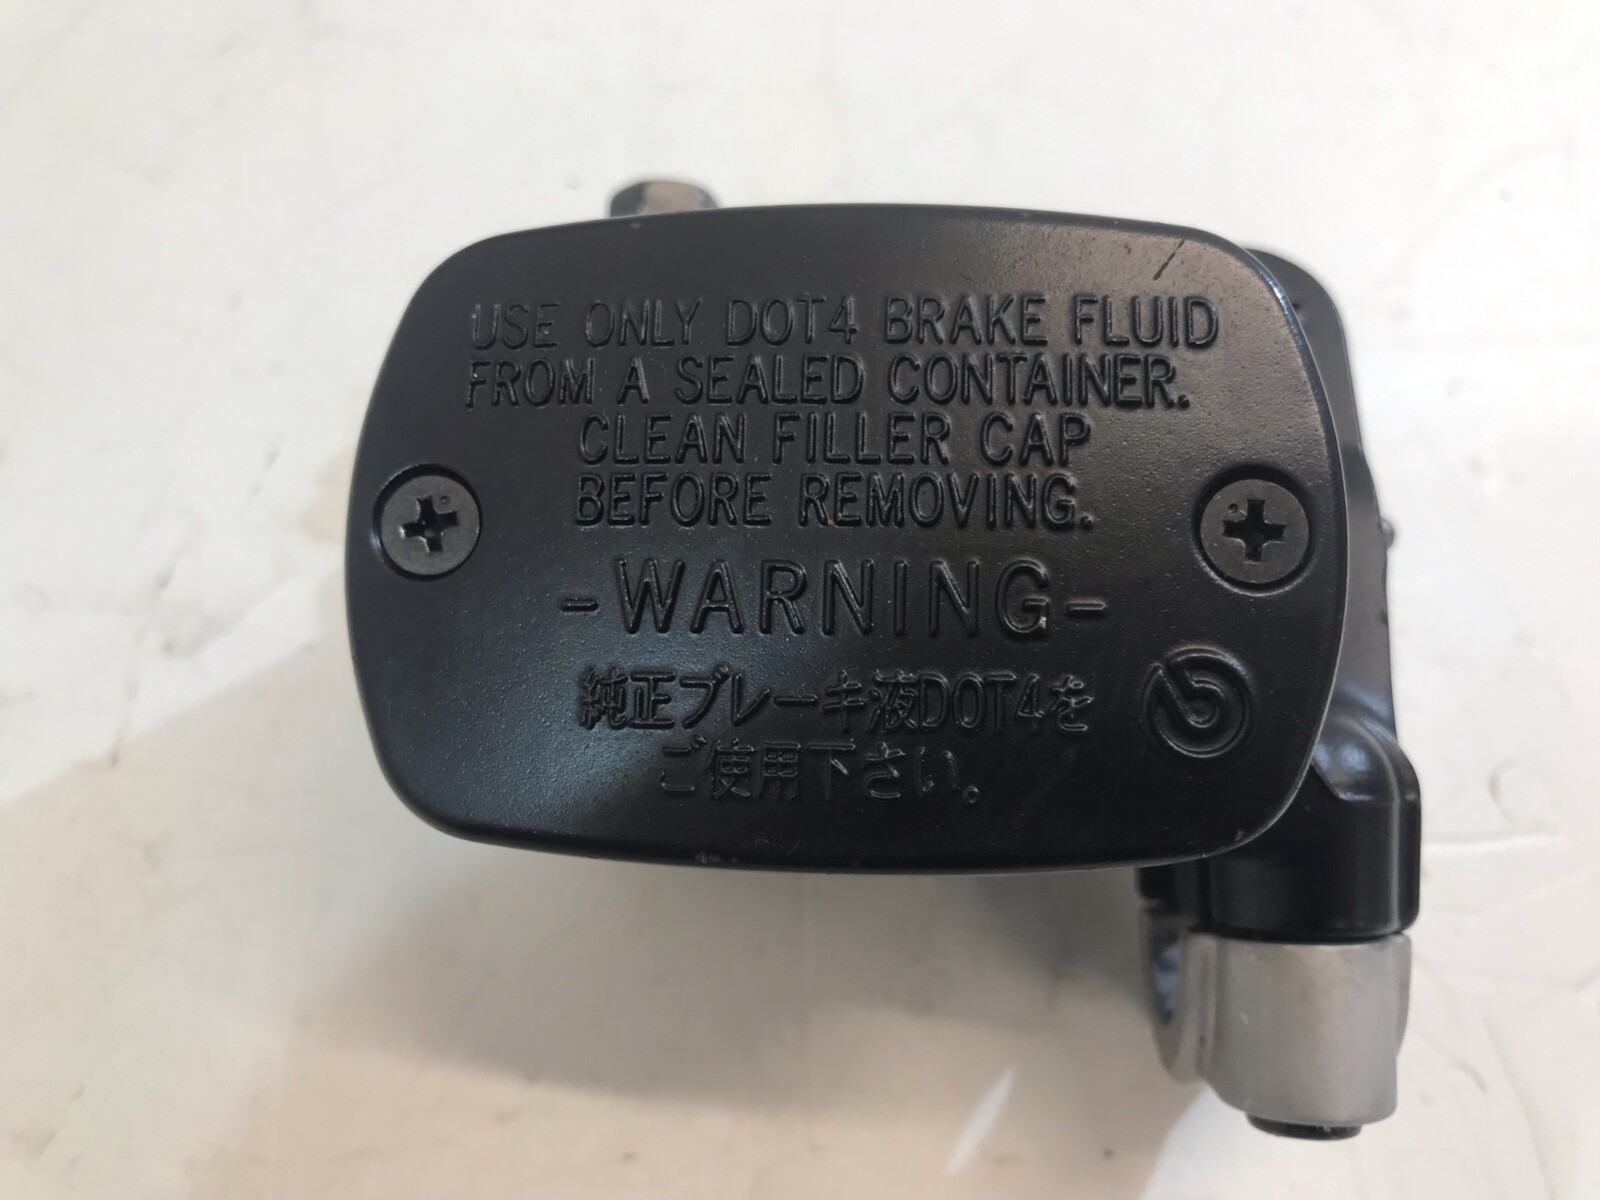 USE ONLY DOT4 BRAKE FLUID
FROM A SEALED CONTAINER.
CLEAN FILLER CAP
BEFORE REMOVING.
-WARNING-
純正ブレーキ液DOT4を
ご使用下さい。